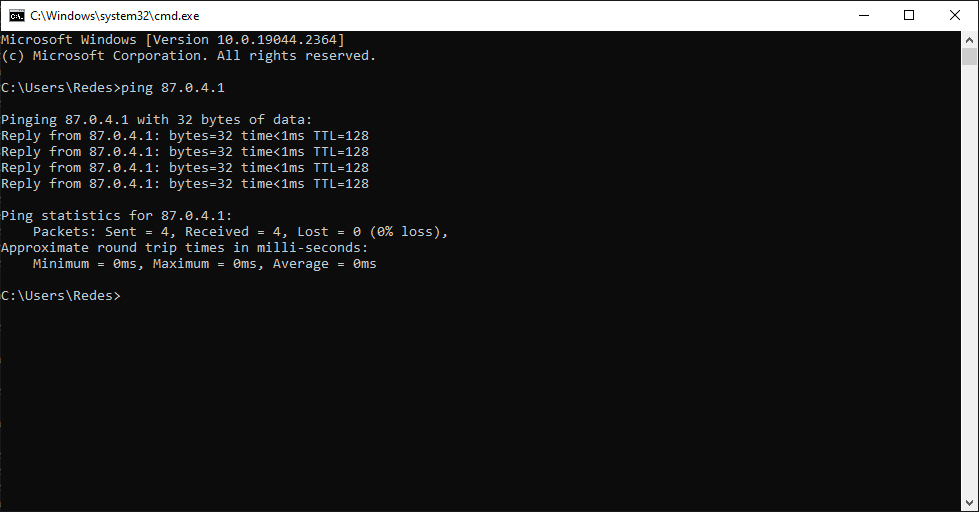 C:\Windows\system32\cmd.exe
Microsoft Windows [Version 10.0.19044.2364]
(c) Microsoft Corporation. All rights reserved.
C:\Users\Redes>ping 87.0.4.1
Pinging 87.0.4.1 with 32 bytes of data:
Reply from 87.0.4.1: bytes=32 time<1ms TTL=128
Reply from 87.0.4.1: bytes=32 time<1ms TTL=128
Reply from 87.0.4.1: bytes=32 time<1ms TTL=128
Reply from 87.0.4.1: bytes=32 time<1ms TTL=128
Ping statistics for 87.0.4.1:
    Packets: Sent = 4, Received = 4, Lost = 0 (0% loss),
Approximate round trip times in milli-seconds:
    Minimum = 0ms, Maximum = 0ms, Average = 0ms
C:\Users\Redes>